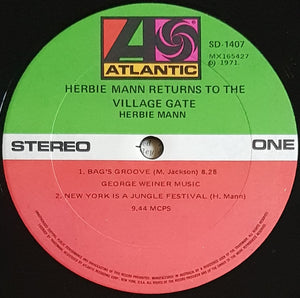 ATLANTIC
SD-1407
MX165427
℗ 1971.
HERBIE MANN RETURNS TO THE
VILLAGE GATE
HERBIE MANN
STEREO
ONE
1. BAG'S GROOVE (M. Jackson) 8.28
GEORGE WEINER MUSIC
2. NEW YORK IS A JUNGLE FESTIVAL (H. Mann)
9.44 MCPS